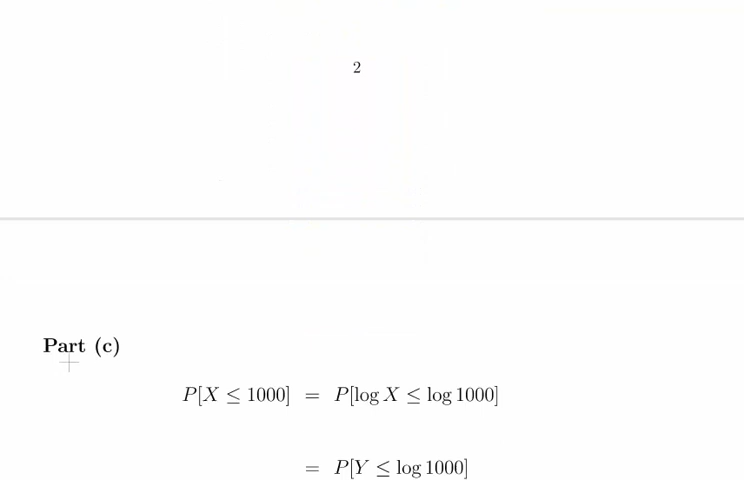 2
Part (c)
P[X ≤ 1000] = P[log X ≤ log 1000]
= P[Y ≤ log 1000]